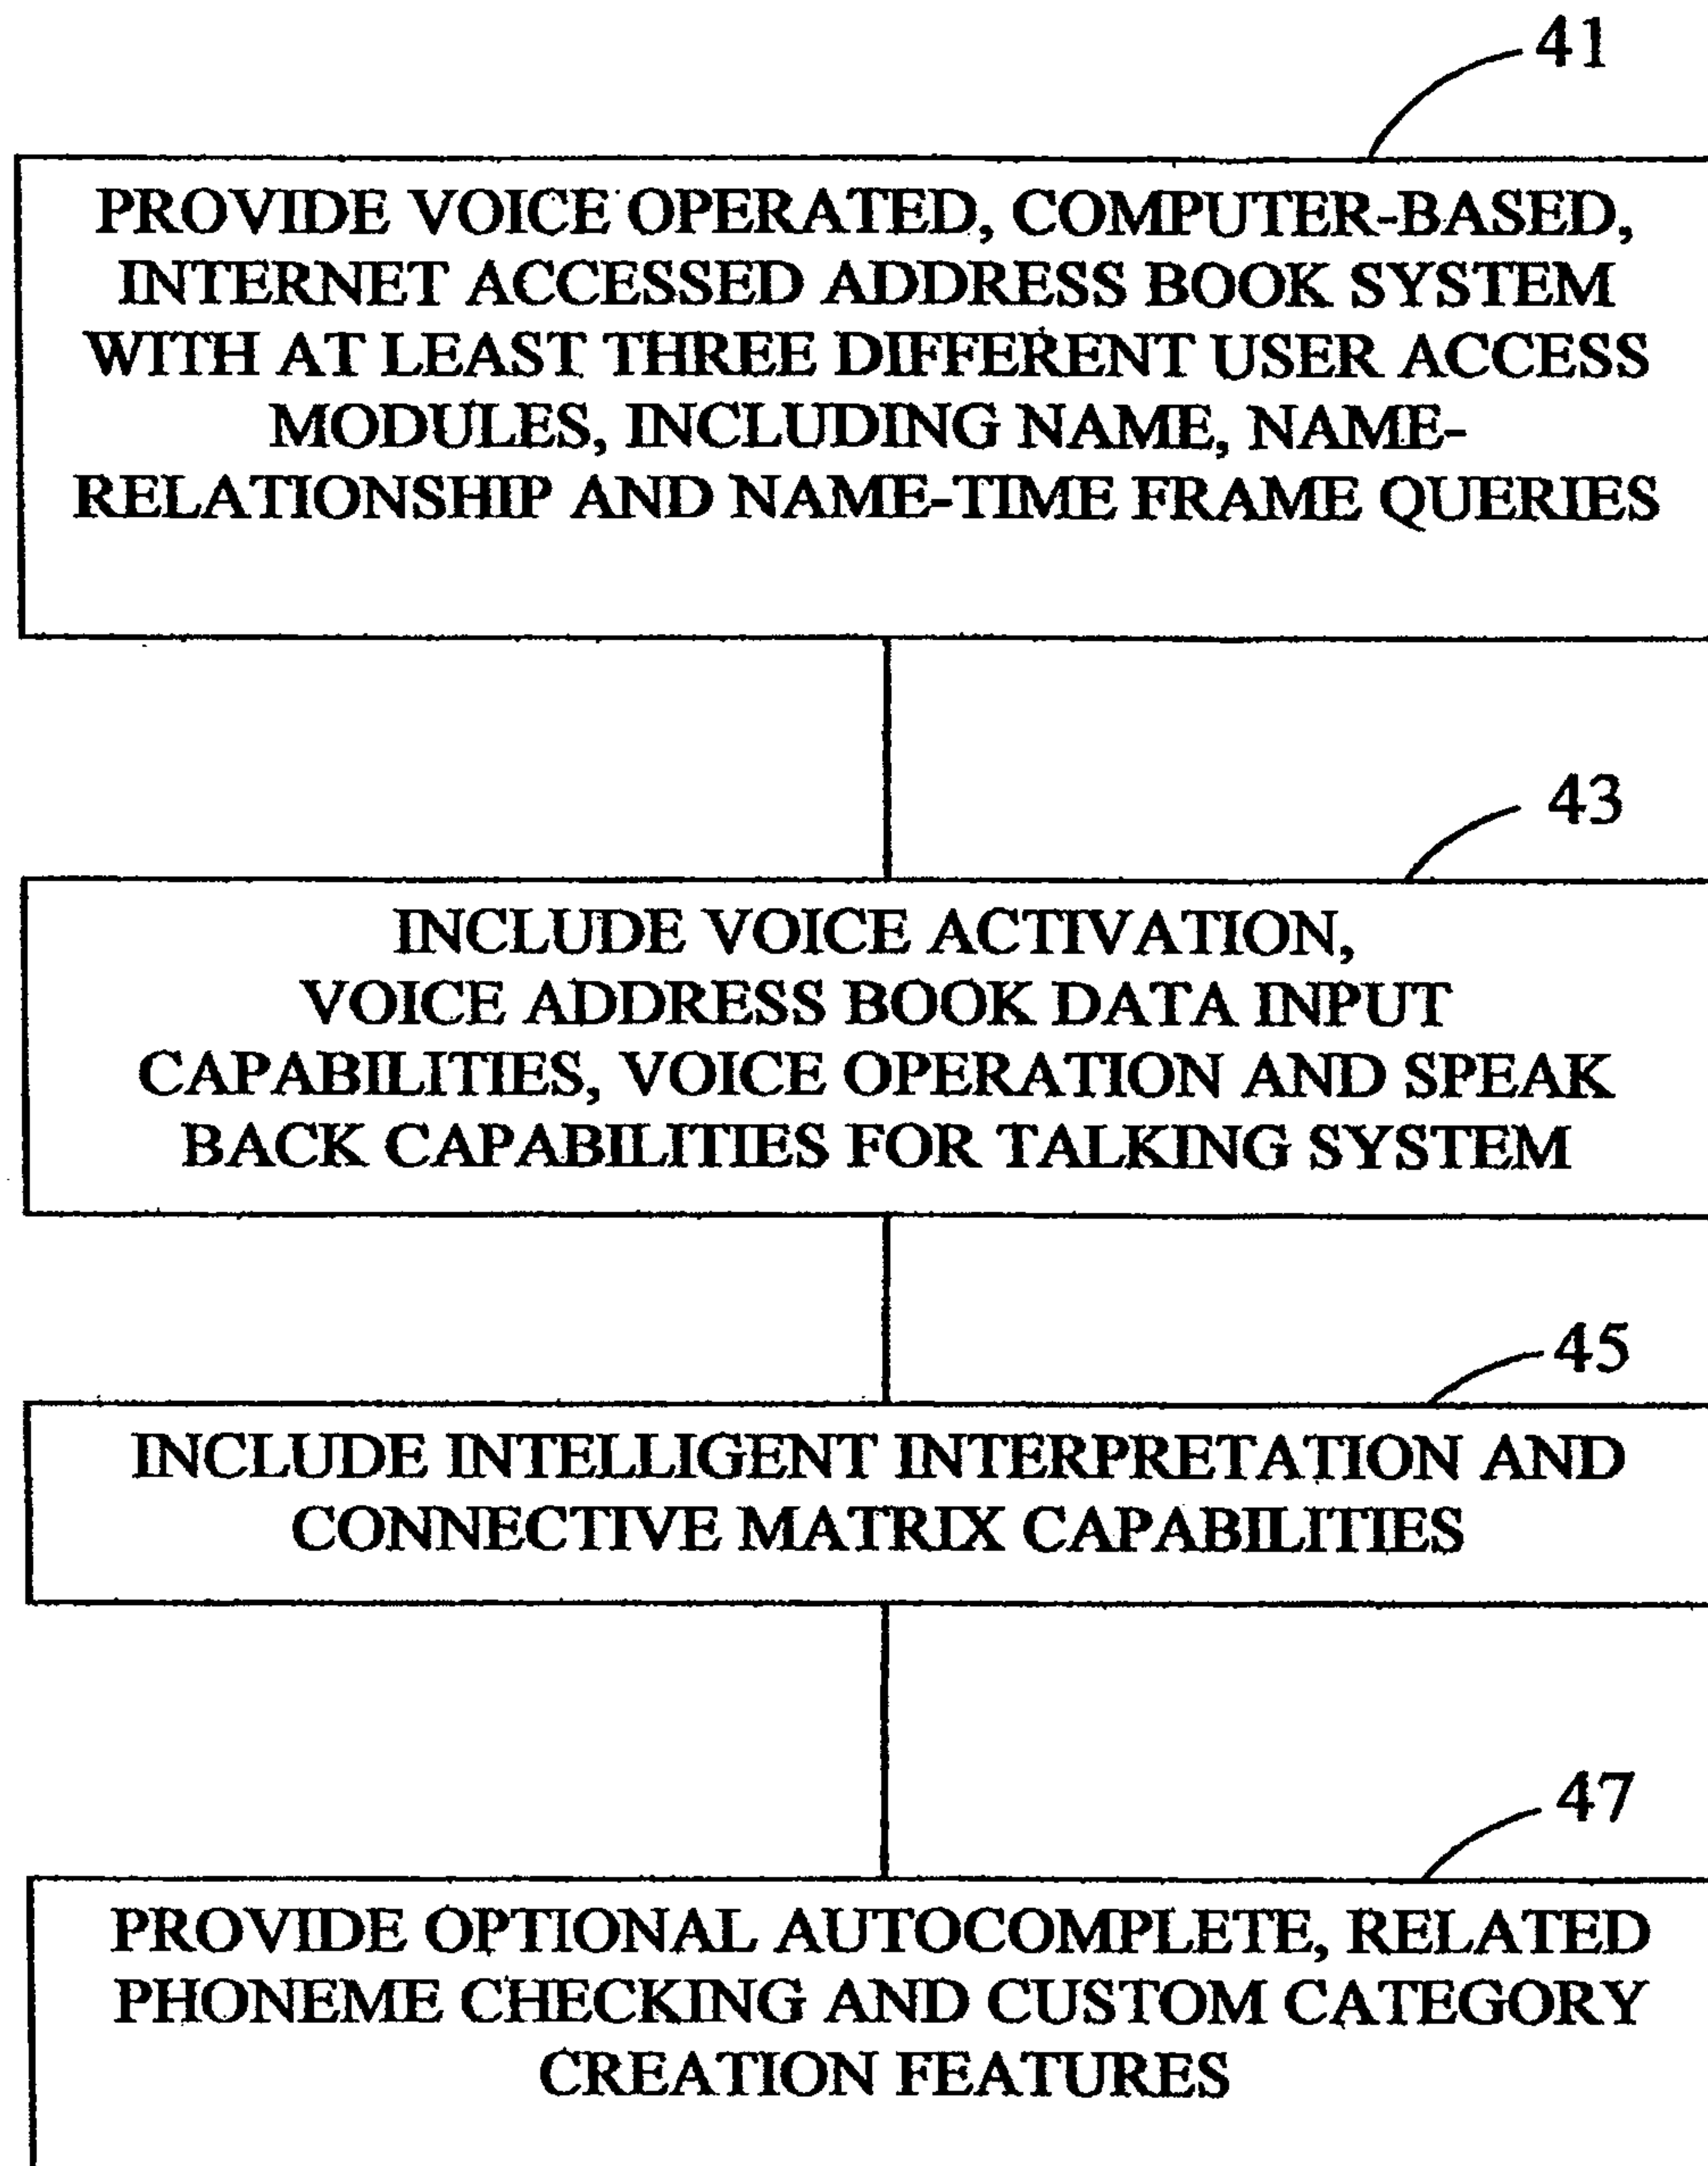 41
PROVIDE VOICE OPERATED, COMPUTER-BASED,
INTERNET ACCESSED ADDRESS BOOK SYSTEM
WITH AT LEAST THREE DIFFERENT USER ACCESS
MODULES, INCLUDING NAME, NAME-
RELATIONSHIP AND NAME-TIME FRAME QUERIES
43
INCLUDE VOICE ACTIVATION,
VOICE ADDRESS BOOK DATA INPUT
CAPABILITIES, VOICE OPERATION AND SPEAK
BACK CAPABILITIES FOR TALKING SYSTEM
45
INCLUDE INTELLIGENT INTERPRETATION AND
CONNECTIVE MATRIX CAPABILITIES
47
PROVIDE OPTIONAL AUTOCOMPLETE, RELATED
PHONEME CHECKING AND CUSTOM CATEGORY
CREATION FEATURES